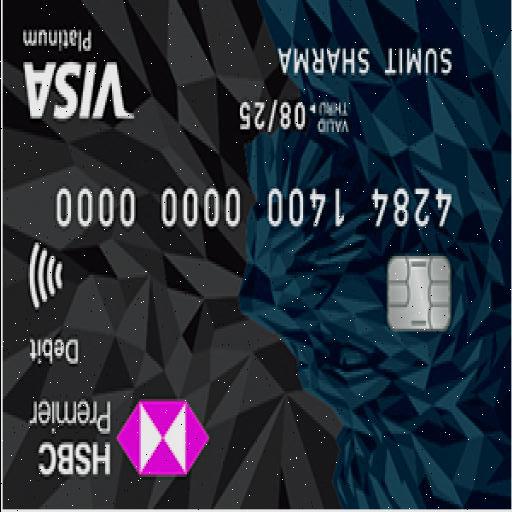 HSBC
Premier
Debit
4284 1400 0000 0000
VALID
THRU
08/25
SUMIT SHARMA
VISA
Platinum